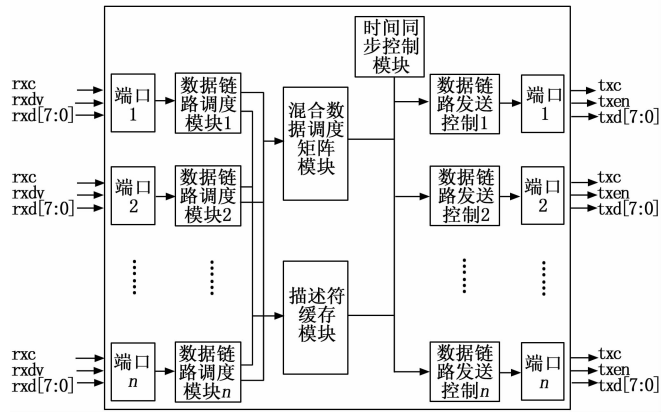 时间同
步控制
模块
rxc
rxdv
rxd[7:0]
端口
1
数据链
路调度
模块1
混合数
据调度
矩阵
模块
数据链
路发送
控制1
端口
1
txc
txen
txd[7:0]
rxc
rxdv
rxd[7:0]
端口
2
数据链
路调度
模块2
数据链
路发送
控制2
端口
2
txc
txen
txd[7:0]
描述符
缓存
模块
rxc
rxdv
rxd[7:0]
端口
n
数据链
路调度
模块n
数据链
路发送
控制n
端口
n
txc
txen
txd[7:0]